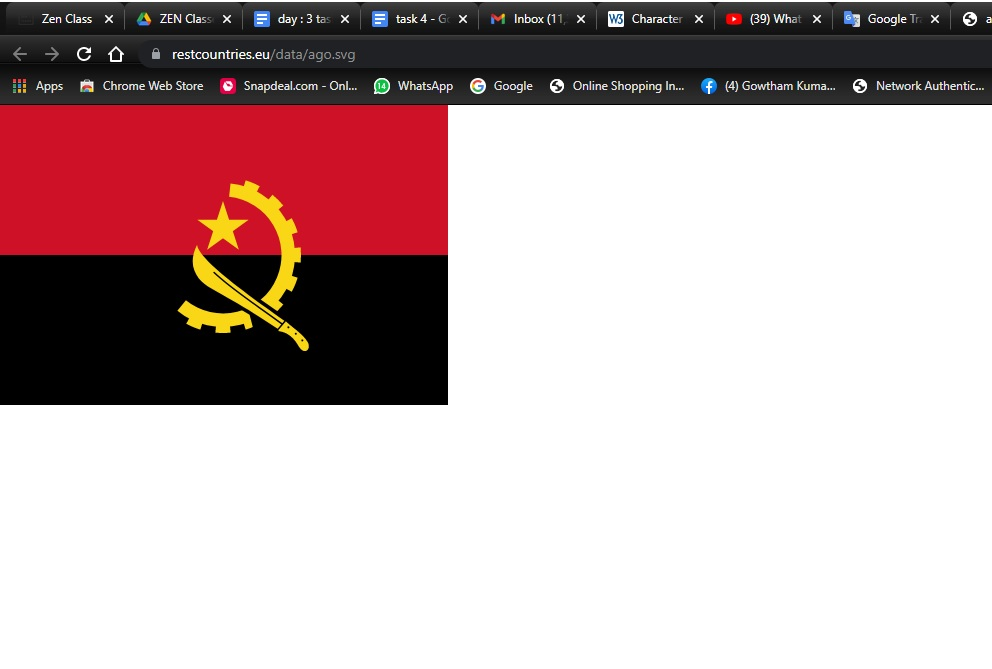 Zen Class ZEN Clas day : 3 tas task 4 - G Inbox (11, Character (39) What Google Tr a
restcountries.eu/data/ago.svg
Apps Chrome Web Store Snapdeal.com - Onl... 14 WhatsApp Google Online Shopping In... (4) Gowtham Kuma... Network Authentic...